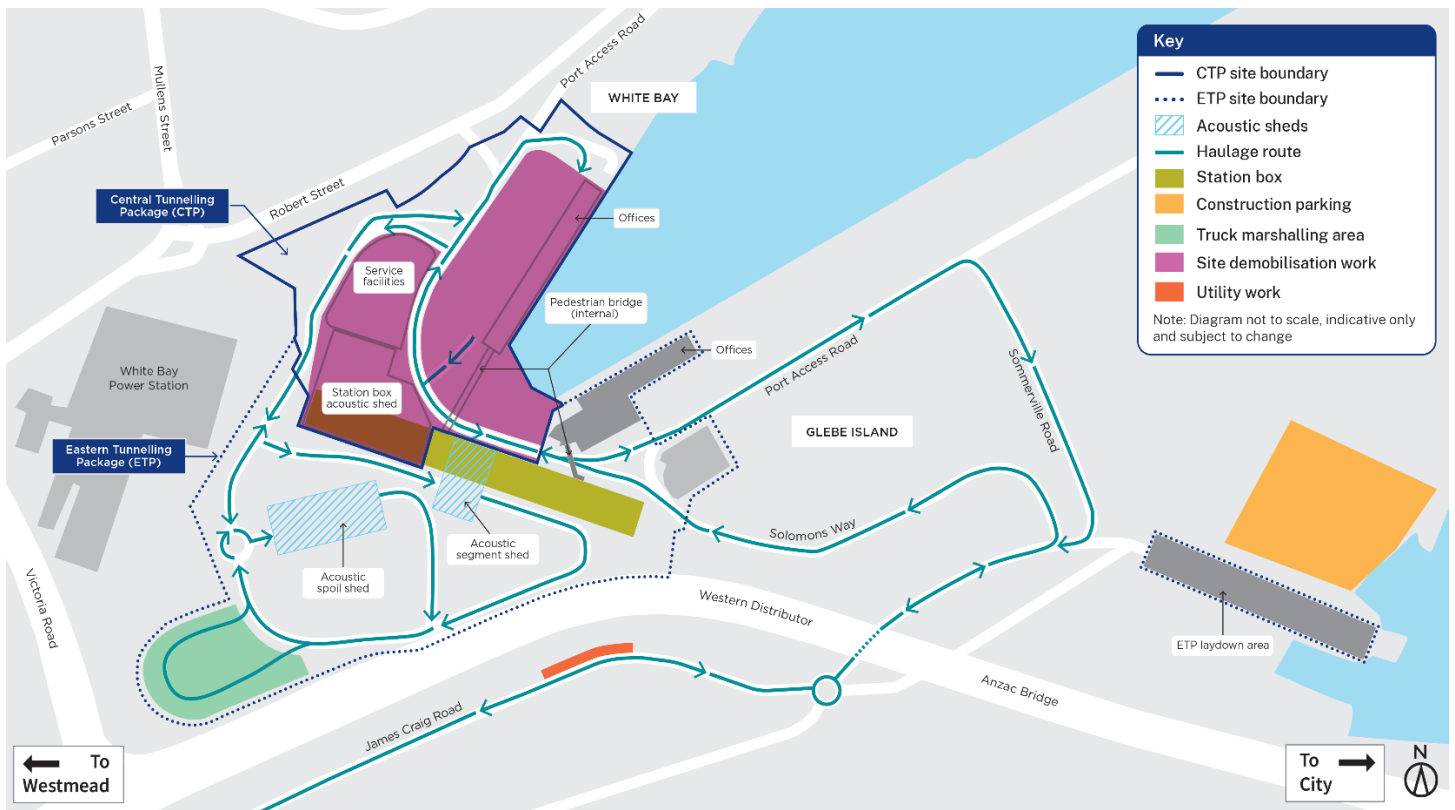 Key
CTP site boundary
ETP site boundary
Acoustic sheds
Haulage route
Station box
Construction parking
Truck marshalling area
Site demobilisation work
Utility work
Note: Diagram not to scale, indicative only
and subject to change
Port Access Road
WHITE BAY
Mullens Street
Parsons Street
Robert Street
Central Tunnelling
Package (CTP)
Offices
Service
facilities
Pedestrian bridge
(internal)
Offices
White Bay
Power Station
Station box
acoustic shed
Port Access Road
Sommerville Road
GLEBE ISLAND
Eastern Tunnelling
Package (ETP)
Solomons Way
Acoustic
segment shed
Acoustic
spoil shed
Victoria Road
Western Distributor
ETP laydown area
Anzac Bridge
James Craig Road
To
Westmead
To
City
N